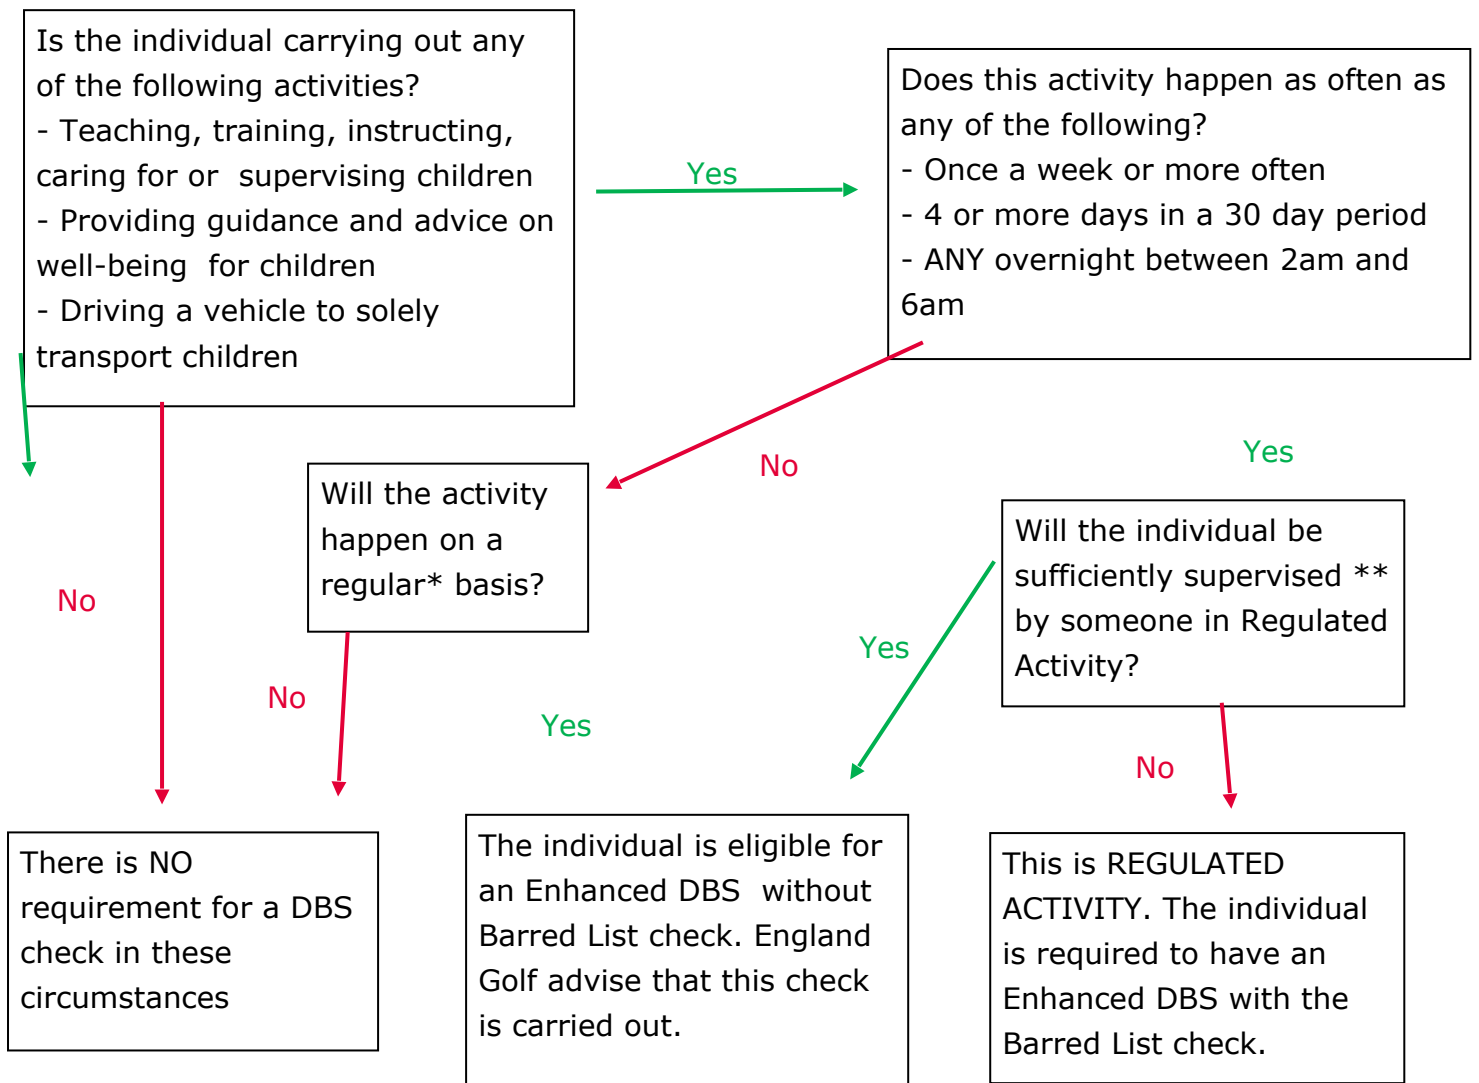 Is the individual carrying out any
of the following activities?
- Teaching, training, instructing,
caring for or  supervising children
- Providing guidance and advice on
well-being  for children
- Driving a vehicle to solely
transport children
Yes
Does this activity happen as often as
any of the following?
- Once a week or more often
- 4 or more days in a 30 day period
- ANY overnight between 2am and
6am
No
Yes
No
Will the activity
happen on a
regular* basis?
Will the individual be
sufficiently supervised **
by someone in Regulated
Activity?
Yes
No
Yes
No
There is NO
requirement for a DBS
check in these
circumstances
The individual is eligible for
an Enhanced DBS  without
Barred List check. England
Golf advise that this check
is carried out.
This is REGULATED
ACTIVITY. The individual
is required to have an
Enhanced DBS with the
Barred List check.